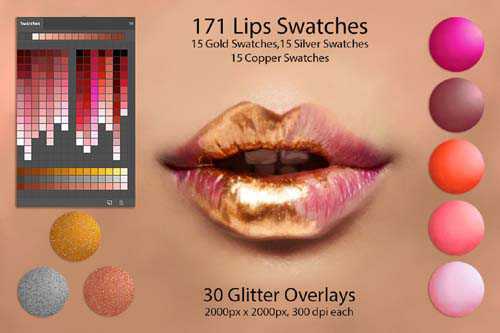 Swatches
171 Lips Swatches
15 Gold Swatches,15 Silver Swatches
15 Copper Swatches
30 Glitter Overlays
2000px x 2000px, 300 dpi each